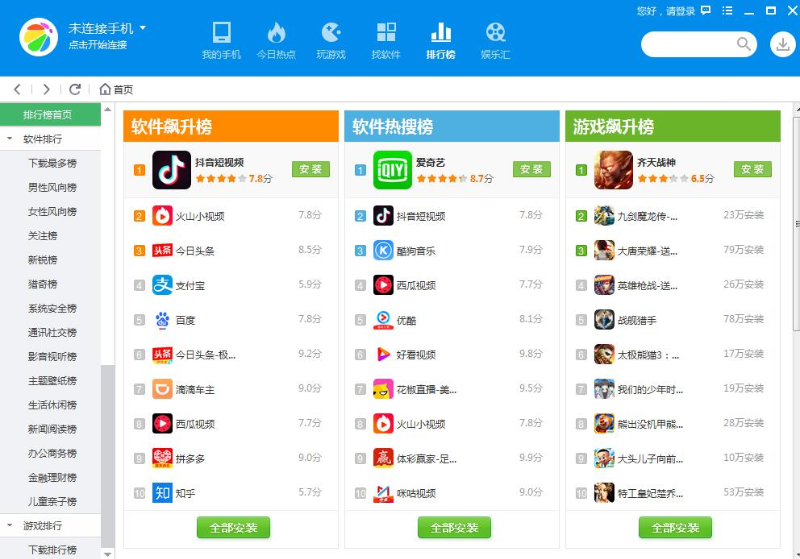 您好，请登录
未连接手机
点击开始连接
我的手机
今日热点
玩游戏
找软件
排行榜
娱乐汇
首页
排行榜首页
软件排行
下载最多榜
男性风向榜
女性风向榜
关注榜
新锐榜
猎奇榜
系统安全榜
通讯社交榜
影音视听榜
主题壁纸榜
生活休闲榜
新闻阅读榜
办公商务榜
金融理财榜
儿童亲子榜
游戏排行
下载排行榜
软件飙升榜
1 抖音短视频 7.8分 安装
2 火山小视频 7.8分
3 头条 今日头条 8.5分
4 支 支付宝 5.9分
5 百度 7.8分
6 头条 今日头条-极... 9.2分
7 滴滴车主 9.0分
8 西瓜视频 7.7分
9 拼多多 9.0分
10 知 知乎 5.7分
全部安装
软件热搜榜
1 iQIYI 爱奇艺 8.7分 安装
2 抖音短视频 7.8分
3 K 酷狗音乐 7.9分
4 西瓜视频 7.7分
5 优酷 8.1分
6 好看视频 9.8分
7 花椒直播-美... 9.5分
8 火山小视频 7.8分
9 赢 体彩赢家-足... 9.9分
10 咪咕视频 9.0分
全部安装
游戏飙升榜
1 齐天战神 6.5分 安装
2 九剑魔龙传-... 23万安装
3 大唐荣耀-送... 79万安装
4 英雄枪战-送... 26万安装
5 战舰猎手 78万安装
6 太极熊猫3：... 17万安装
7 我们的少年时... 19万安装
8 熊出没机甲熊... 28万安装
9 大头儿子向前... 10万安装
10 特工皇妃楚乔... 53万安装
全部安装